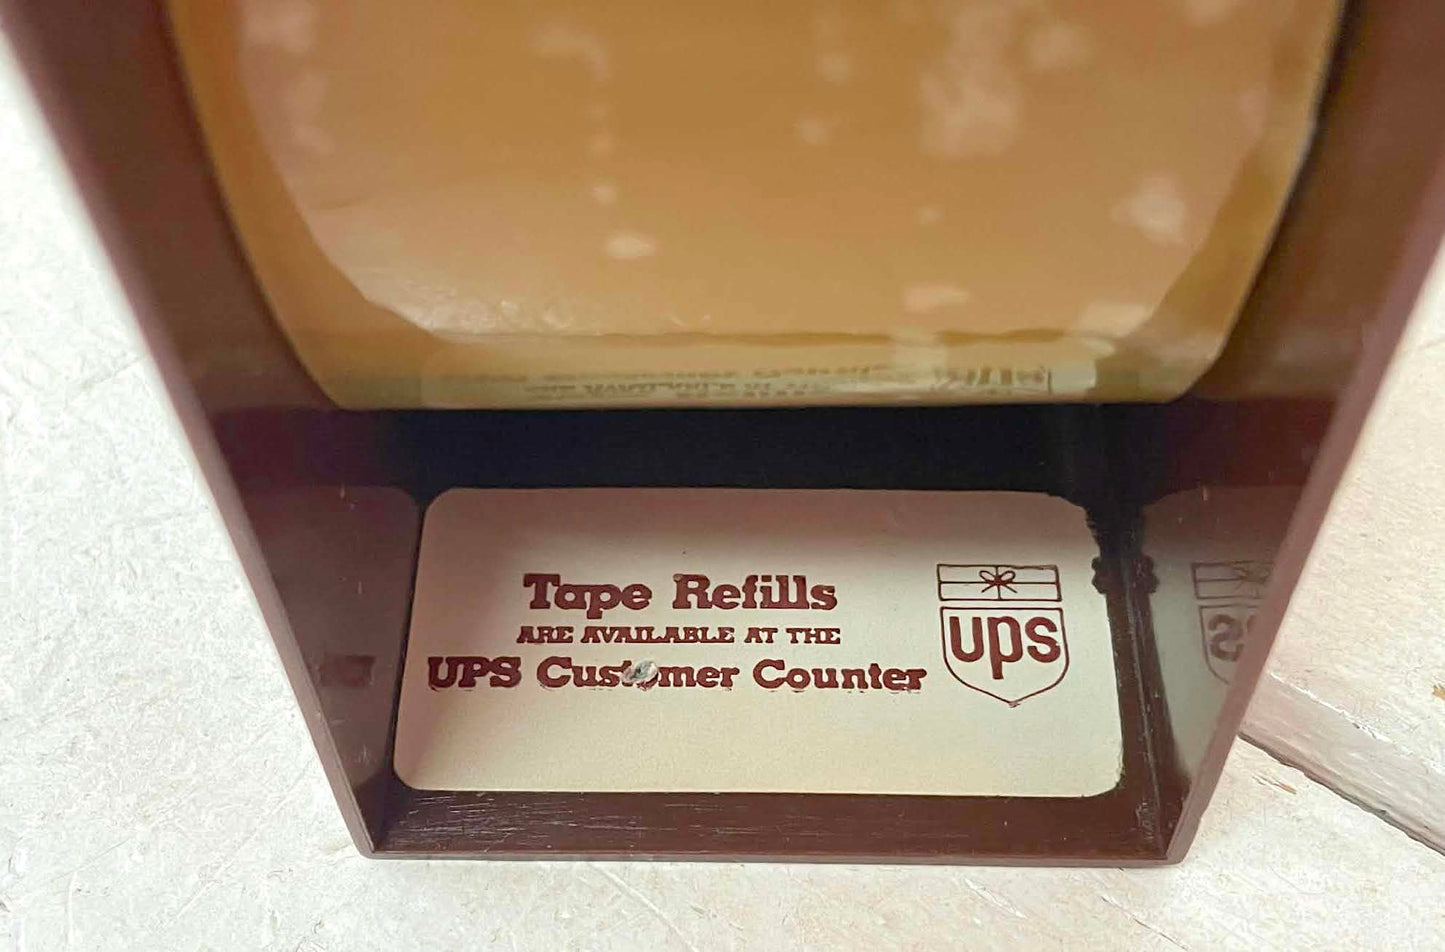 Tape Refills
ARE AVAILABLE AT THE
UPS Customer Counter
ups